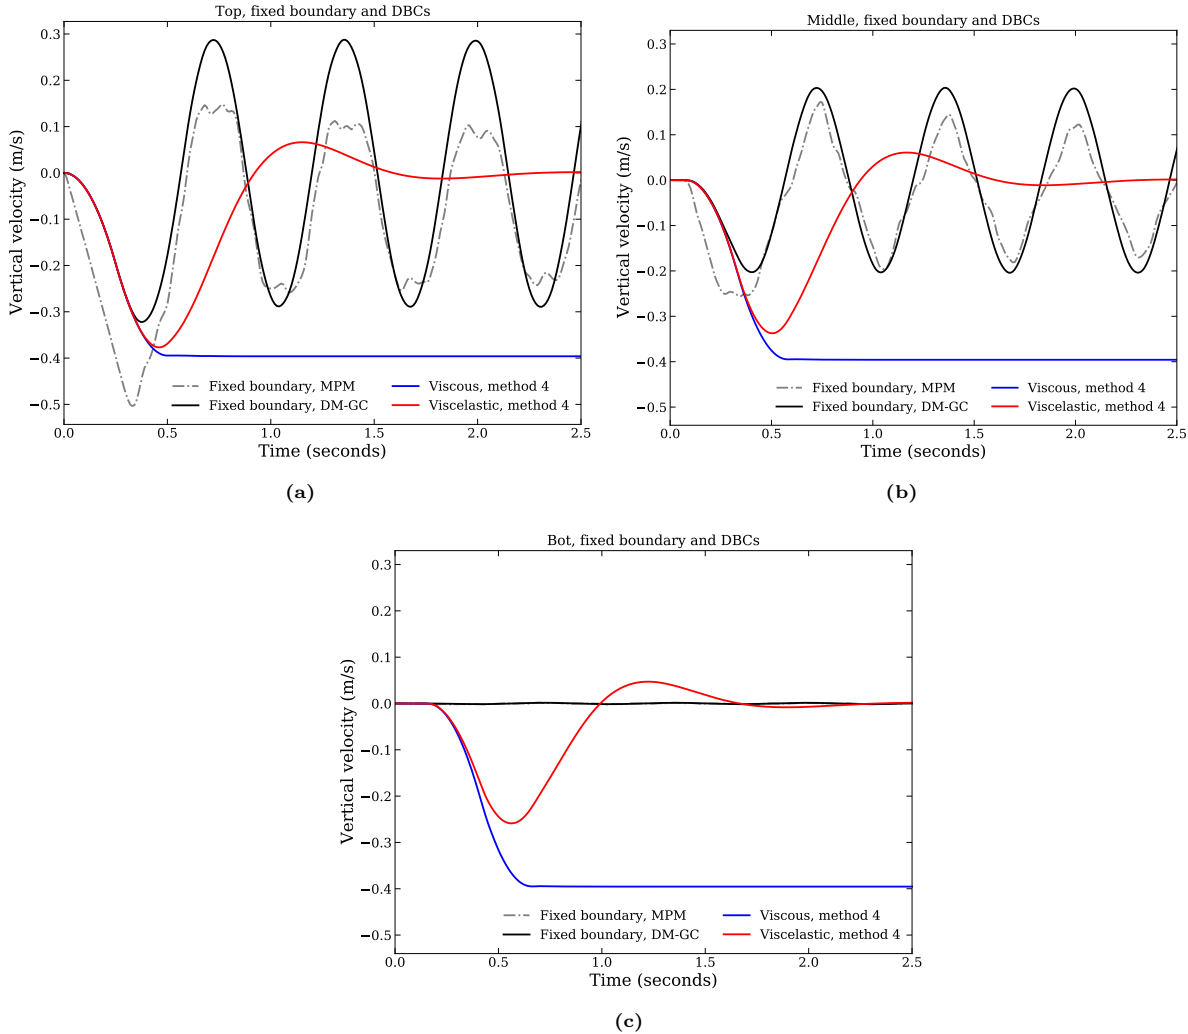 Top, fixed boundary and DBCs
0.3
0.2
0.1
0.0
−0.1
−0.2
−0.3
−0.4
−0.5
Vertical velocity (m/s)
Fixed boundary, MPM
Fixed boundary, DM-GC
Viscous, method 4
Viscelastic, method 4
0.0 0.5 1.0 1.5 2.0 2.5
Time (seconds)
(a)
Middle, fixed boundary and DBCs
0.3
0.2
0.1
0.0
−0.1
−0.2
−0.3
−0.4
−0.5
Vertical velocity (m/s)
Fixed boundary, MPM
Fixed boundary, DM-GC
Viscous, method 4
Viscelastic, method 4
0.0 0.5 1.0 1.5 2.0 2.5
Time (seconds)
(b)
Bot, fixed boundary and DBCs
0.3
0.2
0.1
0.0
−0.1
−0.2
−0.3
−0.4
−0.5
Vertical velocity (m/s)
Fixed boundary, MPM
Fixed boundary, DM-GC
Viscous, method 4
Viscelastic, method 4
0.0 0.5 1.0 1.5 2.0 2.5
Time (seconds)
(c)